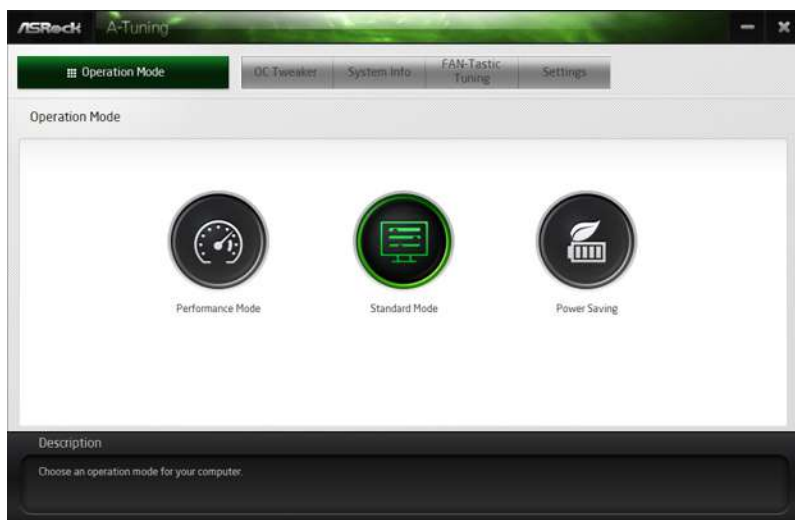 ASRock A-Tuning
Operation Mode OC Tweaker System Info FAN-Tastic Tuning Settings
Operation Mode
Performance Mode Standard Mode Power Saving
Description
Choose an operation mode for your computer.